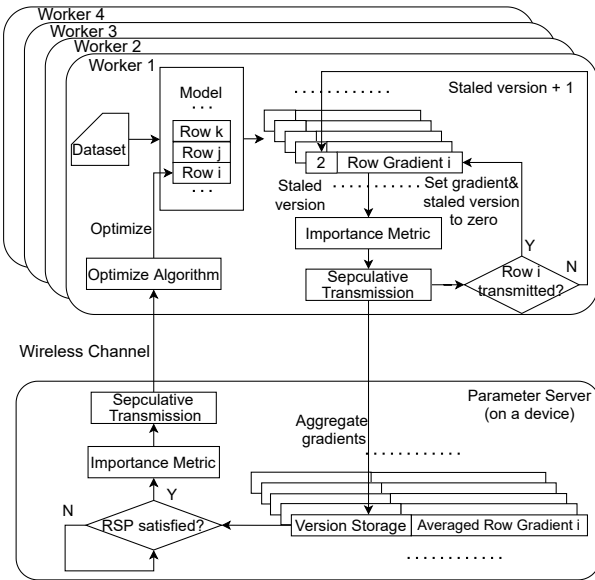 Worker 4
Worker 3
Worker 2
Worker 1
Model
. . .
Row k
Row j
Row i
Dataset
. . . . . . . . . . .
Staled version + 1
2
Row Gradient i
. . . . . . . . . . .
Staled
version
Set gradient&
staled version
to zero
Importance Metric
Sepculative
Transmission
Row i
transmitted?
Y
N
Optimize
Optimize Algorithm
Wireless Channel
Parameter Server
(on a device)
Sepculative
Transmission
Importance Metric
Aggregate
gradients
. . . . . . . . . . .
N
Y
RSP satisfied?
Version Storage
Averaged Row Gradient i
. . . . . . . . . . .